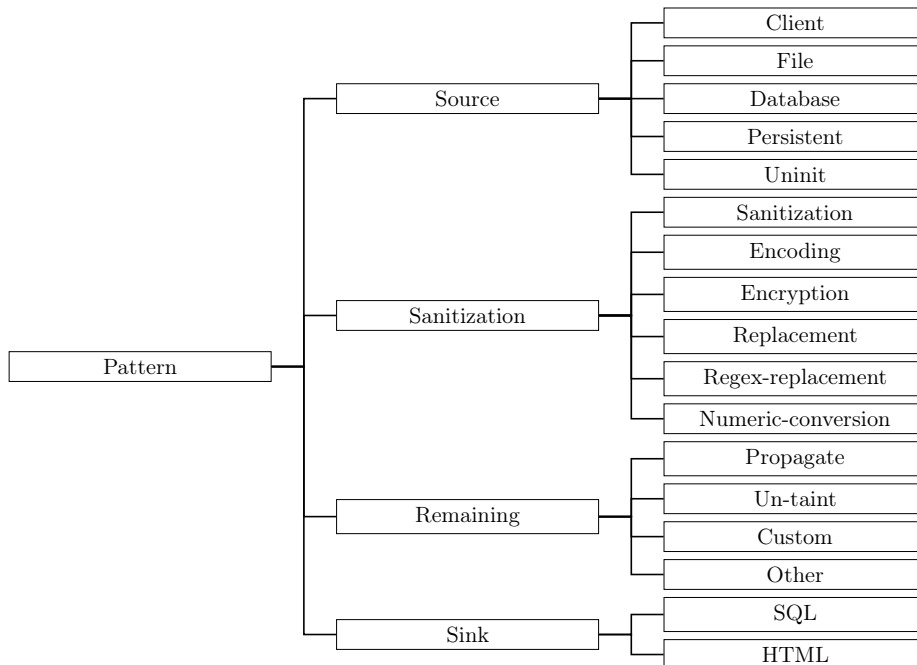 Client
File
Source
Database
Persistent
Uninit
Sanitization
Encoding
Encryption
Sanitization
Replacement
Pattern
Regex-replacement
Numeric-conversion
Propagate
Un-taint
Remaining
Custom
Other
SQL
Sink
HTML